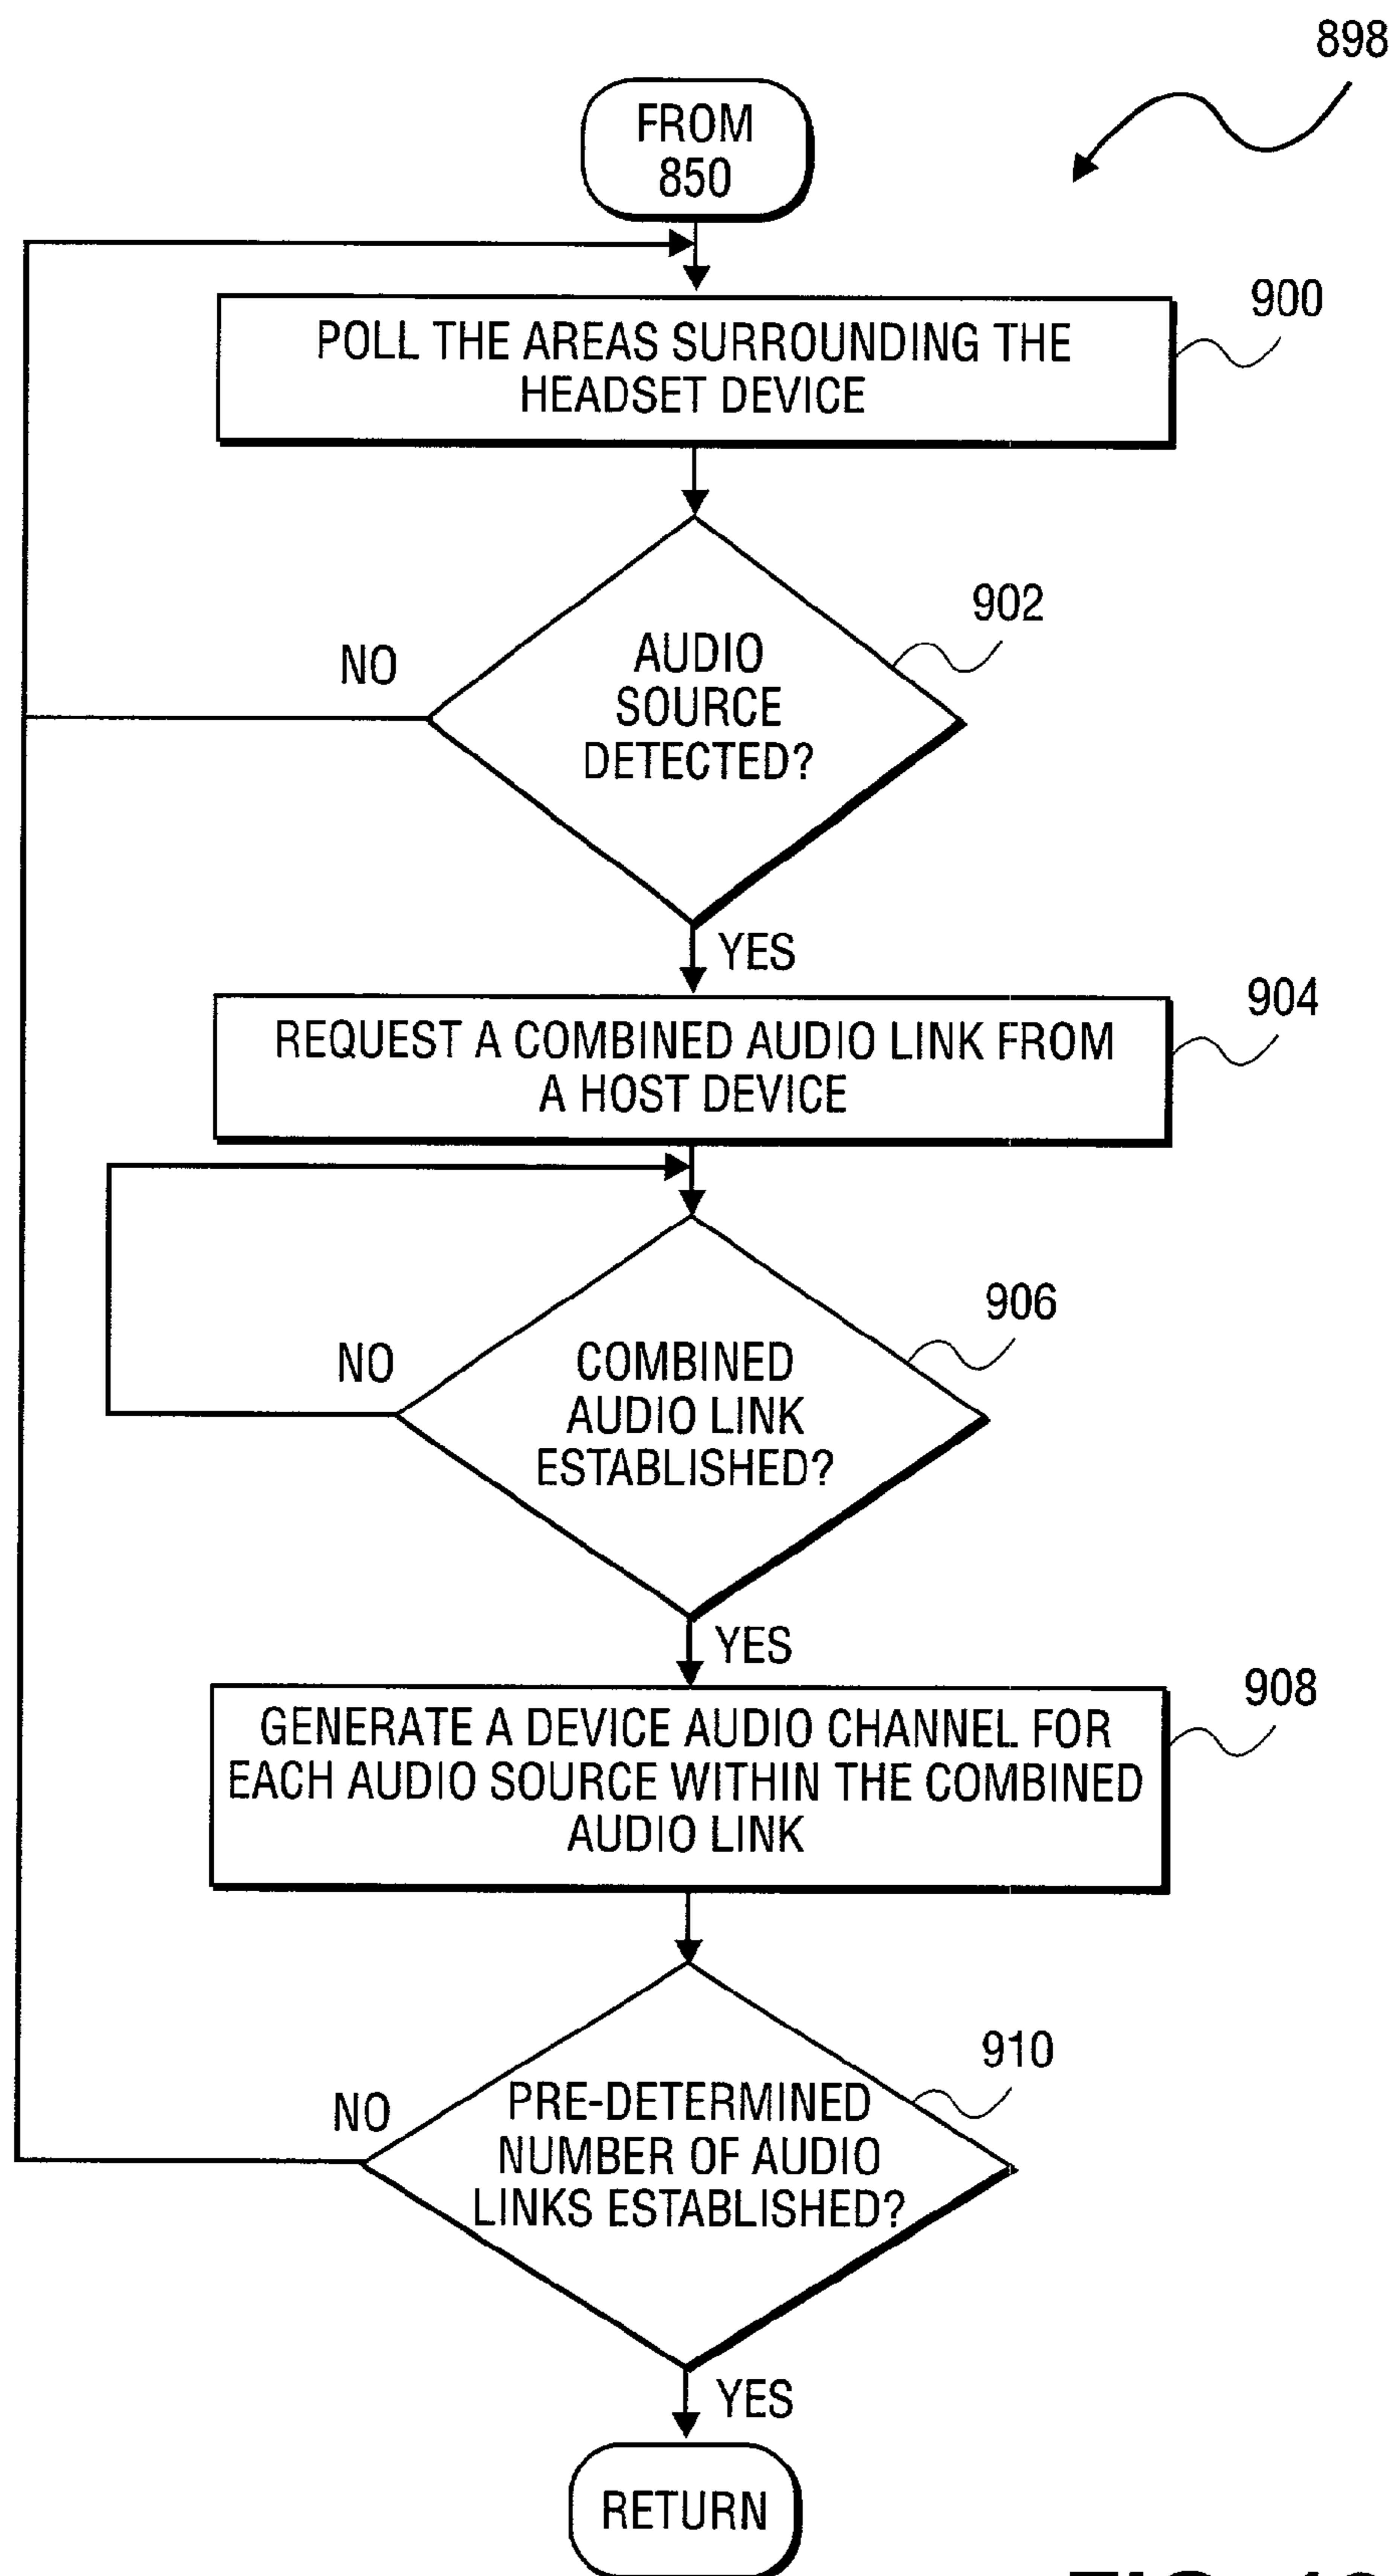 898
FROM
850
900
POLL THE AREAS SURROUNDING THE
HEADSET DEVICE
902
NO
AUDIO
SOURCE
DETECTED?
YES
904
REQUEST A COMBINED AUDIO LINK FROM
A HOST DEVICE
906
NO
COMBINED
AUDIO LINK
ESTABLISHED?
YES
908
GENERATE A DEVICE AUDIO CHANNEL FOR
EACH AUDIO SOURCE WITHIN THE COMBINED
AUDIO LINK
910
NO
PRE-DETERMINED
NUMBER OF AUDIO
LINKS ESTABLISHED?
YES
RETURN